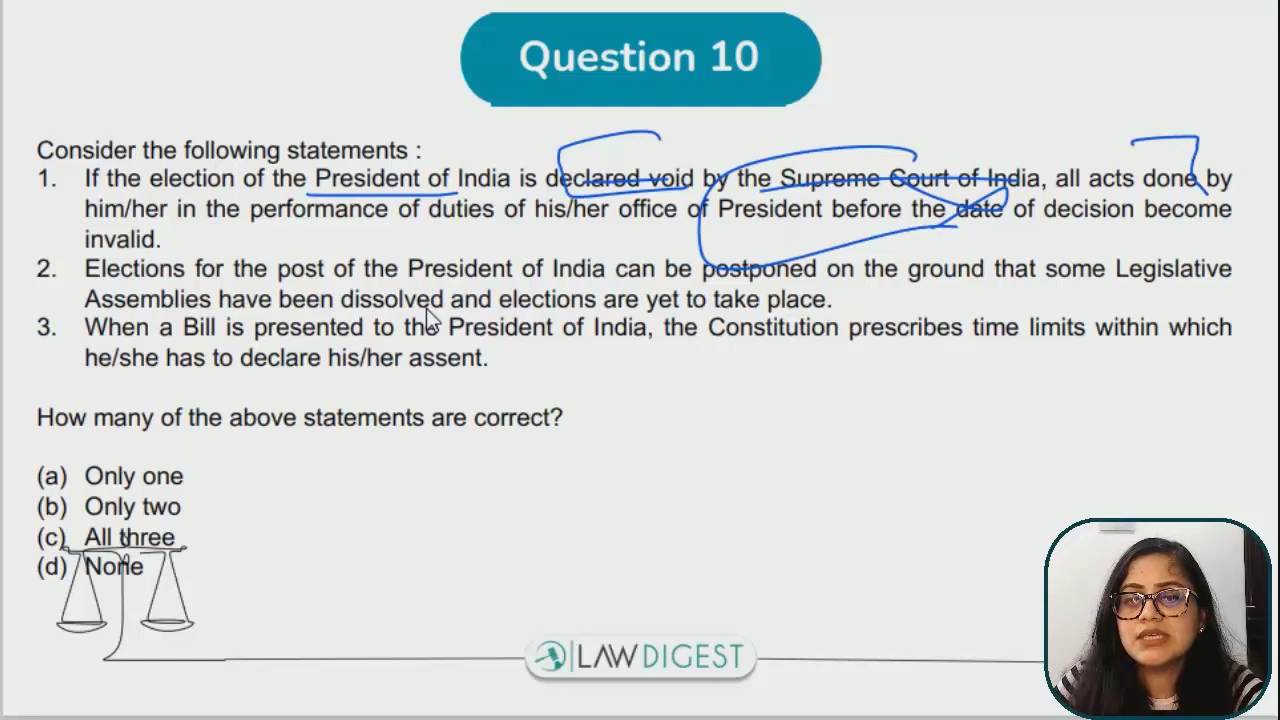 Question 10
Consider the following statements :
1. If the election of the President of India is declared void by the Supreme Court of India, all acts done by
him/her in the performance of duties of his/her office of President before the date of decision become
invalid.
2. Elections for the post of the President of India can be postponed on the ground that some Legislative
Assemblies have been dissolved and elections are yet to take place.
3. When a Bill is presented to the President of India, the Constitution prescribes time limits within which
he/she has to declare his/her assent.
How many of the above statements are correct?
(a) Only one
(b) Only two
(c) All three
(d) None
LAWDIGEST